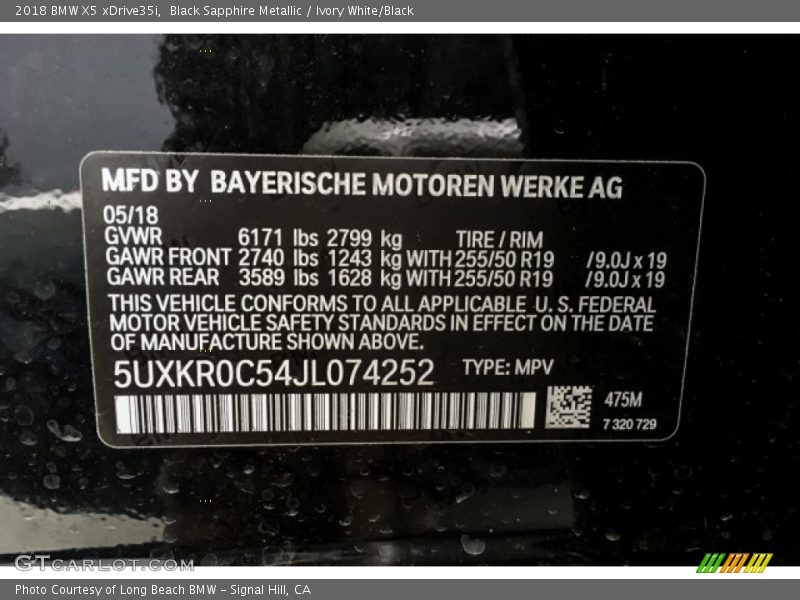 2018 BMW X5 xDrive35i,  Black Sapphire Metallic / Ivory White/Black
MFD BY BAYERISCHE MOTOREN WERKE AG
05/18
GVWR 6171 lbs 2799 kg TIRE / RIM
GAWR FRONT 2740 lbs 1243 kg WITH 255/50 R19 /9.0J x 19
GAWR REAR 3589 lbs 1628 kg WITH 255/50 R19 /9.0J x 19
THIS VEHICLE CONFORMS TO ALL APPLICABLE U. S. FEDERAL
MOTOR VEHICLE SAFETY STANDARDS IN EFFECT ON THE DATE
OF MANUFACTURE SHOWN ABOVE.
5UXKR0C54JL074252 TYPE: MPV
475M
7 320 729
GTcarlot.com
Photo Courtesy of Long Beach BMW - Signal Hill, CA